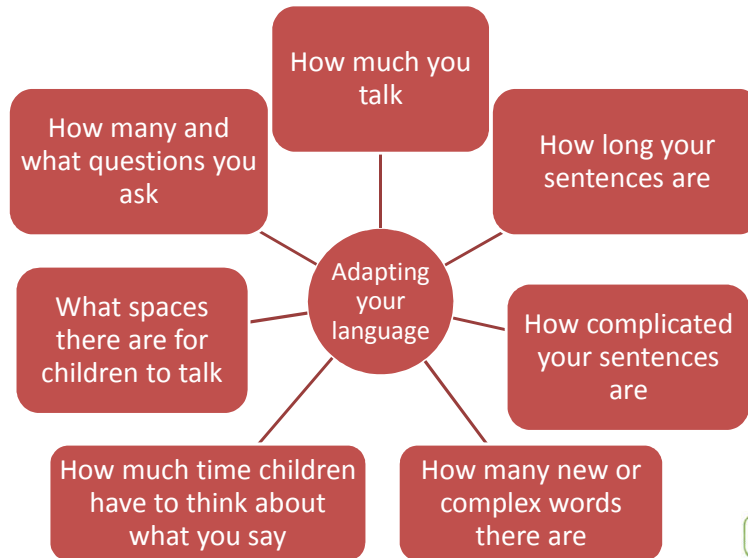 How much you
talk
How long your
sentences are
How complicated
your sentences
are
How many new or
complex words
there are
How much time children
have to think about
what you say
What spaces
there are for
children to talk
How many and
what questions you
ask
Adapting
your
language